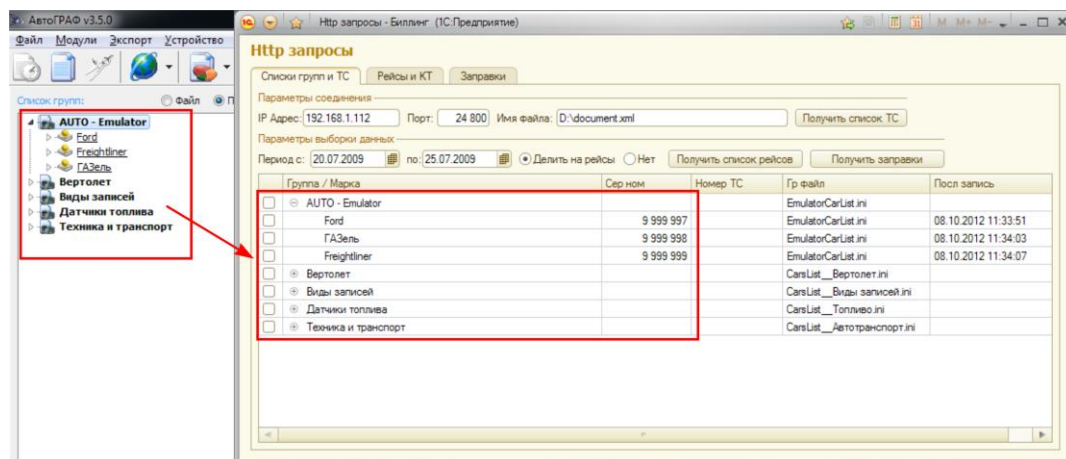 АвтоГРАФ v3.5.0
Файл Модули Экспорт Устройство
Список групп: Файл П
AUTO - Emulator
Ford
Freightliner
ГАЗель
Вертолет
Виды записей
Датчики топлива
Техника и транспорт
Http запросы - Биллинг (1С:Предприятие) M M+ M-
Http запросы
Списки групп и ТС Рейсы и КТ Заправки
Параметры соединения
IP Адрес: 192.168.1.112 Порт: 24 800 Имя файла: D:\document.xml Получить список ТС
Параметры выборки данных
Период с: 20.07.2009 по: 25.07.2009 Делить на рейсы Нет Получить список рейсов Получить заправки
Группа / Марка Сер ном Номер ТС Гр файл Посл запись
AUTO - Emulator EmulatorCarList.ini
Ford 9 999 997 EmulatorCarList.ini 08.10.2012 11:33:51
ГАЗель 9 999 998 EmulatorCarList.ini 08.10.2012 11:34:03
Freightliner 9 999 999 EmulatorCarList.ini 08.10.2012 11:34:07
Вертолет CarsList__Вертолет.ini
Виды записей CarsList__Виды записей.ini
Датчики топлива CarsList__Топливо.ini
Техника и транспорт CarsList__Автотранспорт.ini